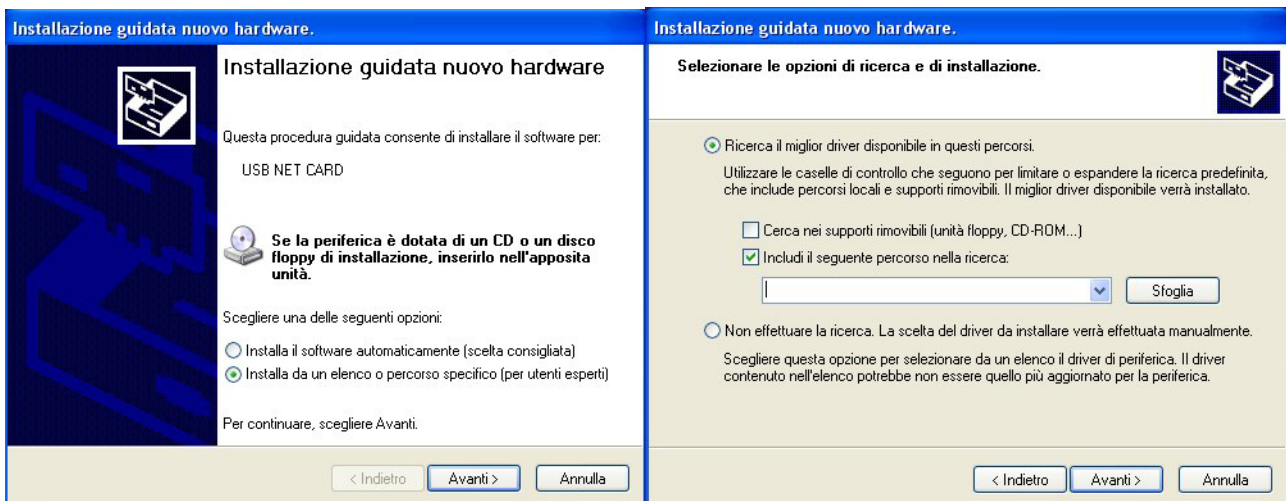 Installazione guidata nuovo hardware.
Installazione guidata nuovo hardware
Questa procedura guidata consente di installare il software per:
USB NET CARD
Se la periferica è dotata di un CD o un disco
floppy di installazione, inserirlo nell'apposita
unità.
Scegliere una delle seguenti opzioni:
Installa il software automaticamente (scelta consigliata)
Installa da un elenco o percorso specifico (per utenti esperti)
Per continuare, scegliere Avanti.
< Indietro Avanti > Annulla
Installazione guidata nuovo hardware.
Selezionare le opzioni di ricerca e di installazione.
Ricerca il miglior driver disponibile in questi percorsi.
Utilizzare le caselle di controllo che seguono per limitare o espandere la ricerca predefinita,
che include percorsi locali e supporti rimovibili. Il miglior driver disponibile verrà installato.
Cerca nei supporti rimovibili (unità floppy, CD-ROM...)
Includi il seguente percorso nella ricerca:
Sfoglia
Non effettuare la ricerca. La scelta del driver da installare verrà effettuata manualmente.
Scegliere questa opzione per selezionare da un elenco il driver di periferica. Il driver
contenuto nell'elenco potrebbe non essere quello più aggiornato per la periferica.
< Indietro Avanti > Annulla